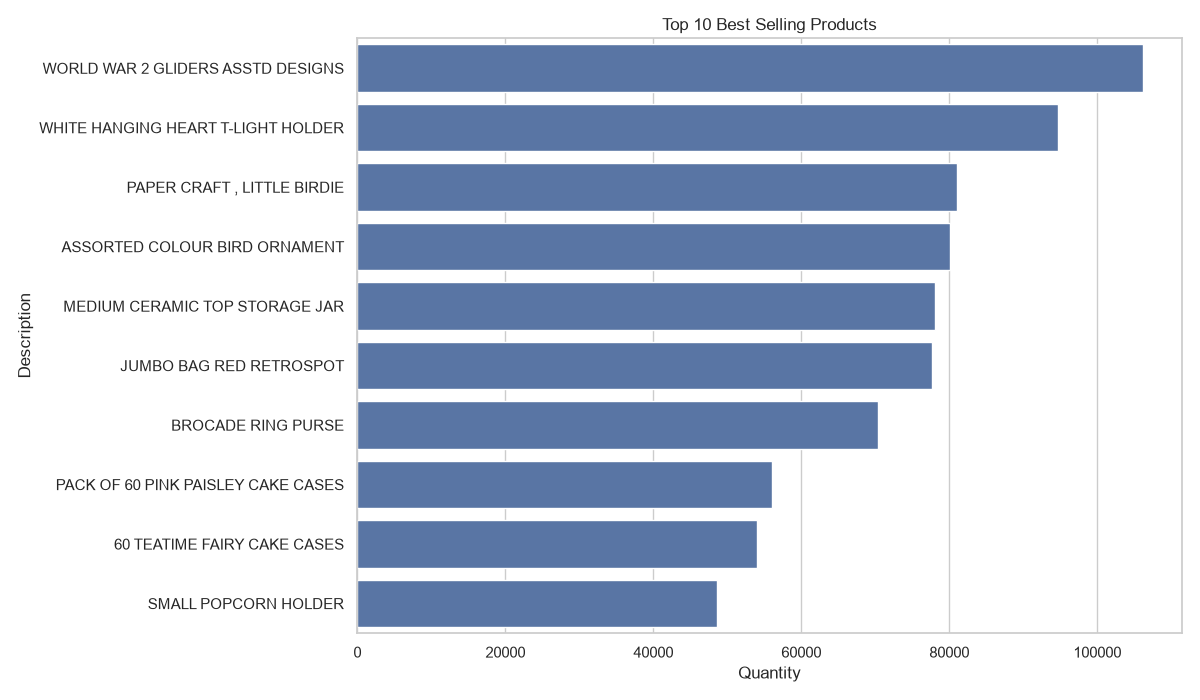 Top 10 Best Selling Products
WORLD WAR 2 GLIDERS ASSTD DESIGNS
WHITE HANGING HEART T-LIGHT HOLDER
PAPER CRAFT , LITTLE BIRDIE
ASSORTED COLOUR BIRD ORNAMENT
MEDIUM CERAMIC TOP STORAGE JAR
JUMBO BAG RED RETROSPOT
BROCADE RING PURSE
PACK OF 60 PINK PAISLEY CAKE CASES
60 TEATIME FAIRY CAKE CASES
SMALL POPCORN HOLDER
Description
0 20000 40000 60000 80000 100000
Quantity